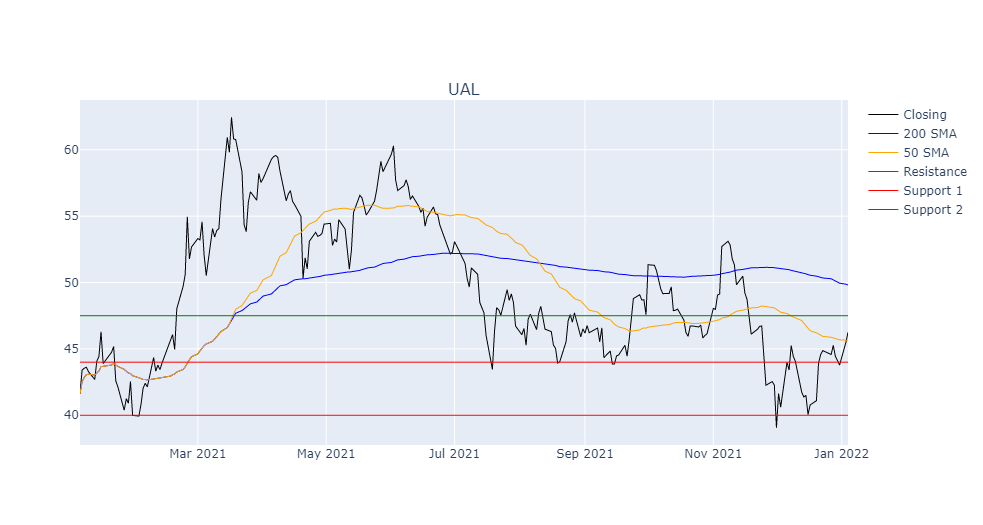 UAL
60
55
50
45
40
Mar 2021
May 2021
Jul 2021
Sep 2021
Nov 2021
Jan 2022
Closing
200 SMA
50 SMA
Resistance
Support 1
Support 2